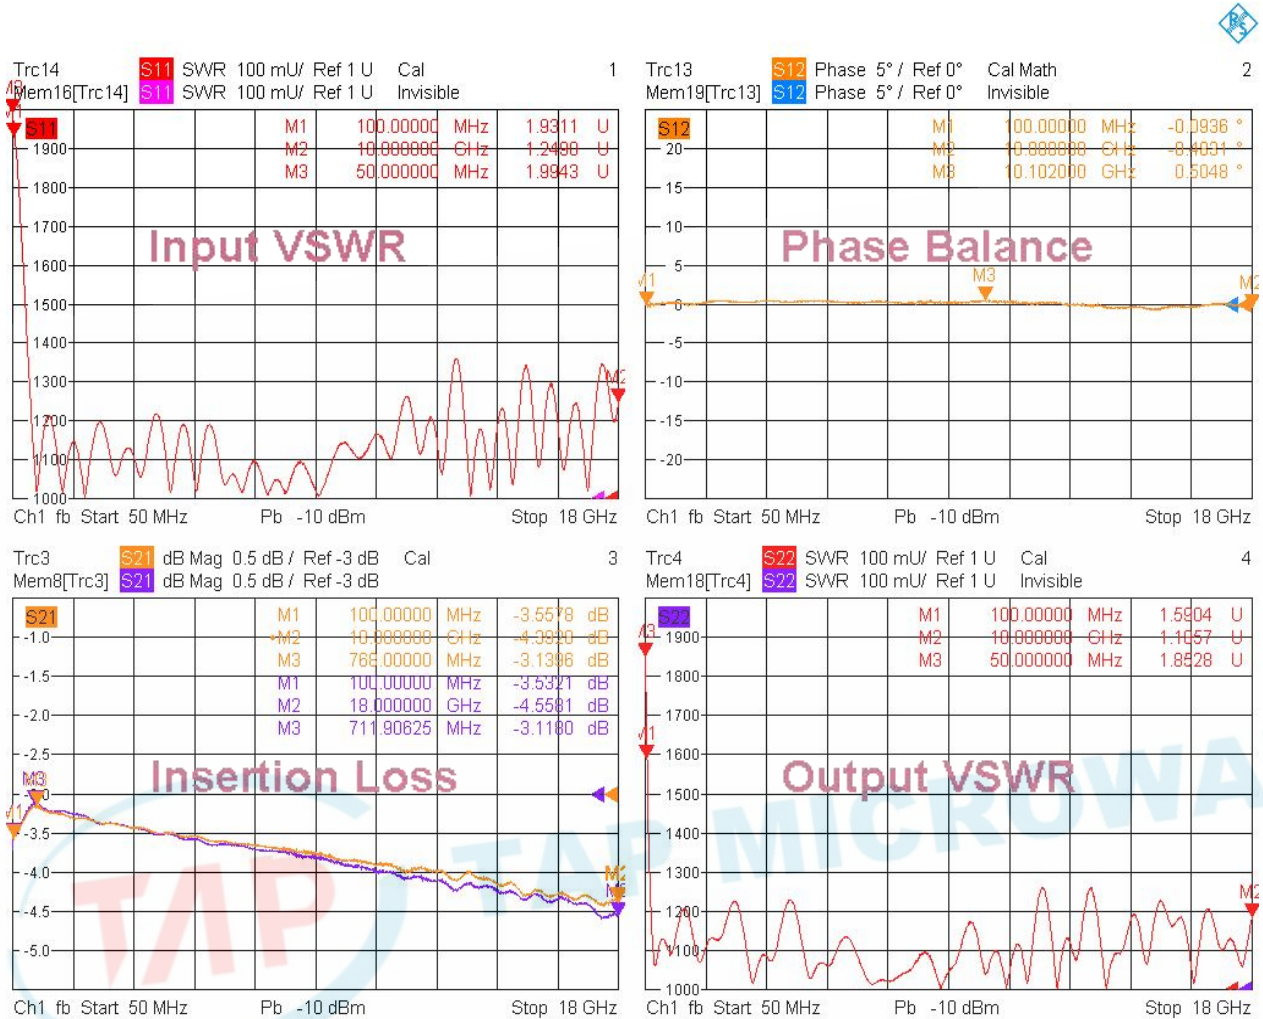 Trc14 S11 SWR 100 mU/ Ref 1 U Cal 1
Mem16[Trc14] S11 SWR 100 mU/ Ref 1 U Invisible
S11
M1 100.00000 MHz 1.9311 U
M2 10.000000 GHz 1.2490 U
M3 50.000000 MHz 1.9943 U
1900
1800
1700
Input VSWR
1600
1500
1400
1300
M2
1200
1100
1000
Ch1 fb Start 50 MHz Pb -10 dBm Stop 18 GHz
Trc13 S12 Phase 5° / Ref 0° Cal Math 2
Mem19[Trc13] S12 Phase 5° / Ref 0° Invisible
S12
M1 100.00000 MHz -0.0936 °
M2 GHz -0.4031 °
M3 10.102000 GHz 0.5048 °
20
15
10
Phase Balance
5
M1 M3 M2
0
-5
-10
-15
-20
Ch1 fb Start 50 MHz Pb -10 dBm Stop 18 GHz
Trc3 S21 dB Mag 0.5 dB / Ref -3 dB Cal 3
Mem8[Trc3] S21 dB Mag 0.5 dB / Ref -3 dB
S21
M1 100.00000 MHz -3.5578 dB
•M2 GHz dB
M3 768.00000 MHz -3.1396 dB
M1 100.00000 MHz -3.5321 dB
M2 18.000000 GHz -4.5581 dB
M3 711.90625 MHz -3.1180 dB
-1.0
-1.5
-2.0
-2.5
Insertion Loss
M3
M1
-3.5
-4.0
M2
-4.5
-5.0
TAP
TAP MICROWA
Ch1 fb Start 50 MHz Pb -10 dBm Stop 18 GHz
Trc4 S22 SWR 100 mU/ Ref 1 U Cal 4
Mem18[Trc4] S22 SWR 100 mU/ Ref 1 U Invisible
S22
M1 100.00000 MHz 1.5904 U
M2 10.000000 GHz 1.1057 U
M3 50.000000 MHz 1.8528 U
1900
1800
1700
M1
1600
Output VSWR
1500
1400
1300
M2
1200
1100
1000
Ch1 fb Start 50 MHz Pb -10 dBm Stop 18 GHz